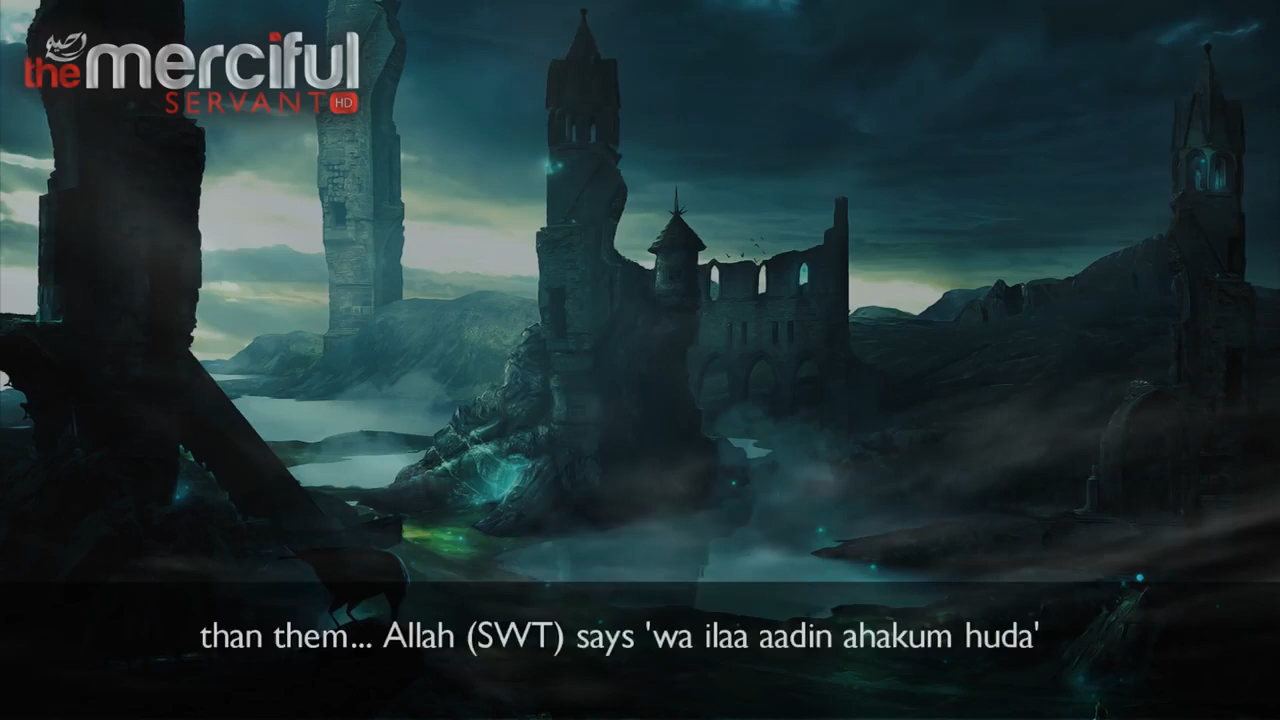 the merciful
SERVANT HD
than them... Allah (SWT) says 'wa ilaa aadin ahakum huda'